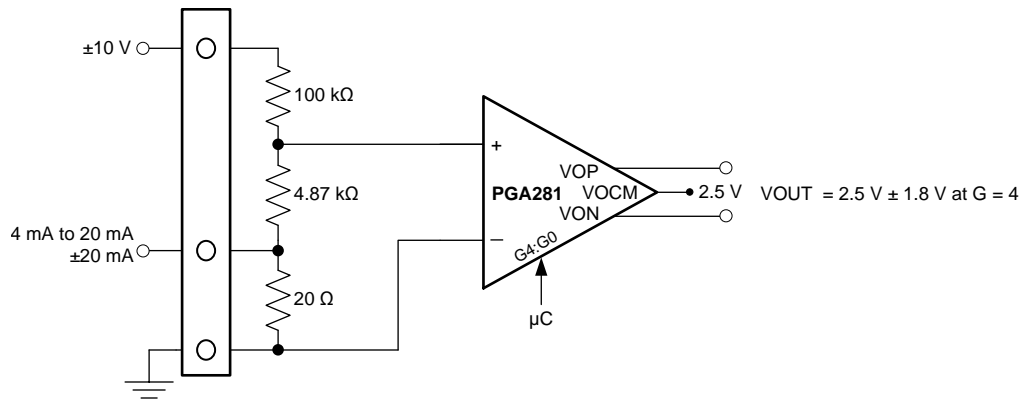 ±10 V
100 kΩ
+
VOP
PGA281
VOCM
2.5 V
VOUT = 2.5 V ± 1.8 V at G = 4
4.87 kΩ
VON
4 mA to 20 mA
±20 mA
–
G4:G0
20 Ω
µC